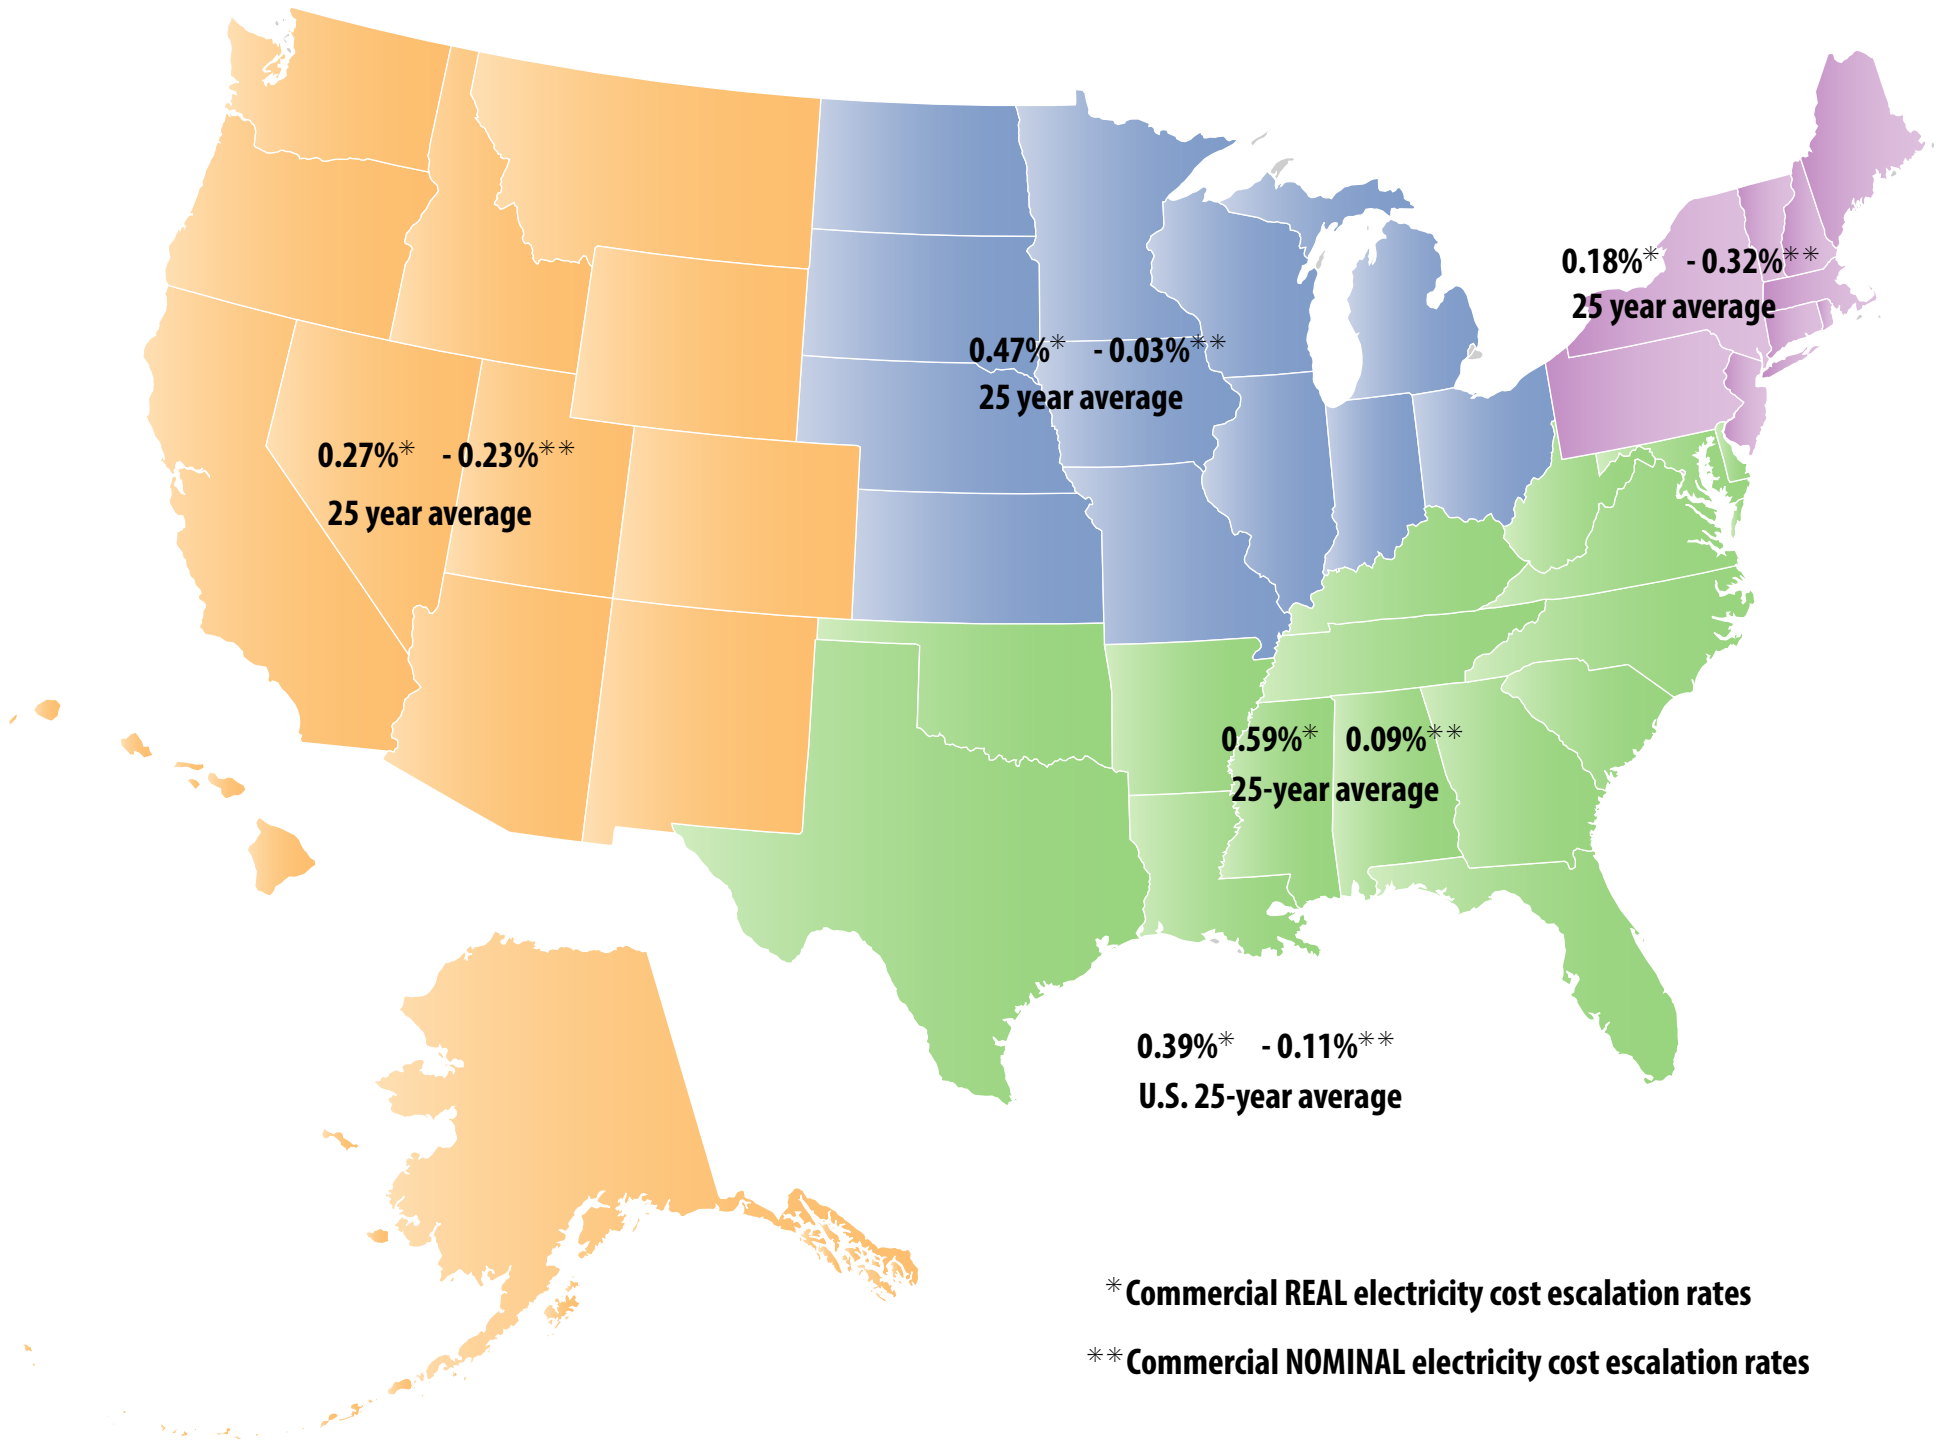 0.18%* - 0.32%**
25 year average
0.47%* - 0.03%**
25 year average
0.27%* - 0.23%**
25 year average
0.59%* 0.09%**
25-year average
0.39%* - 0.11%**
U.S. 25-year average
*Commercial REAL electricity cost escalation rates
**Commercial NOMINAL electricity cost escalation rates